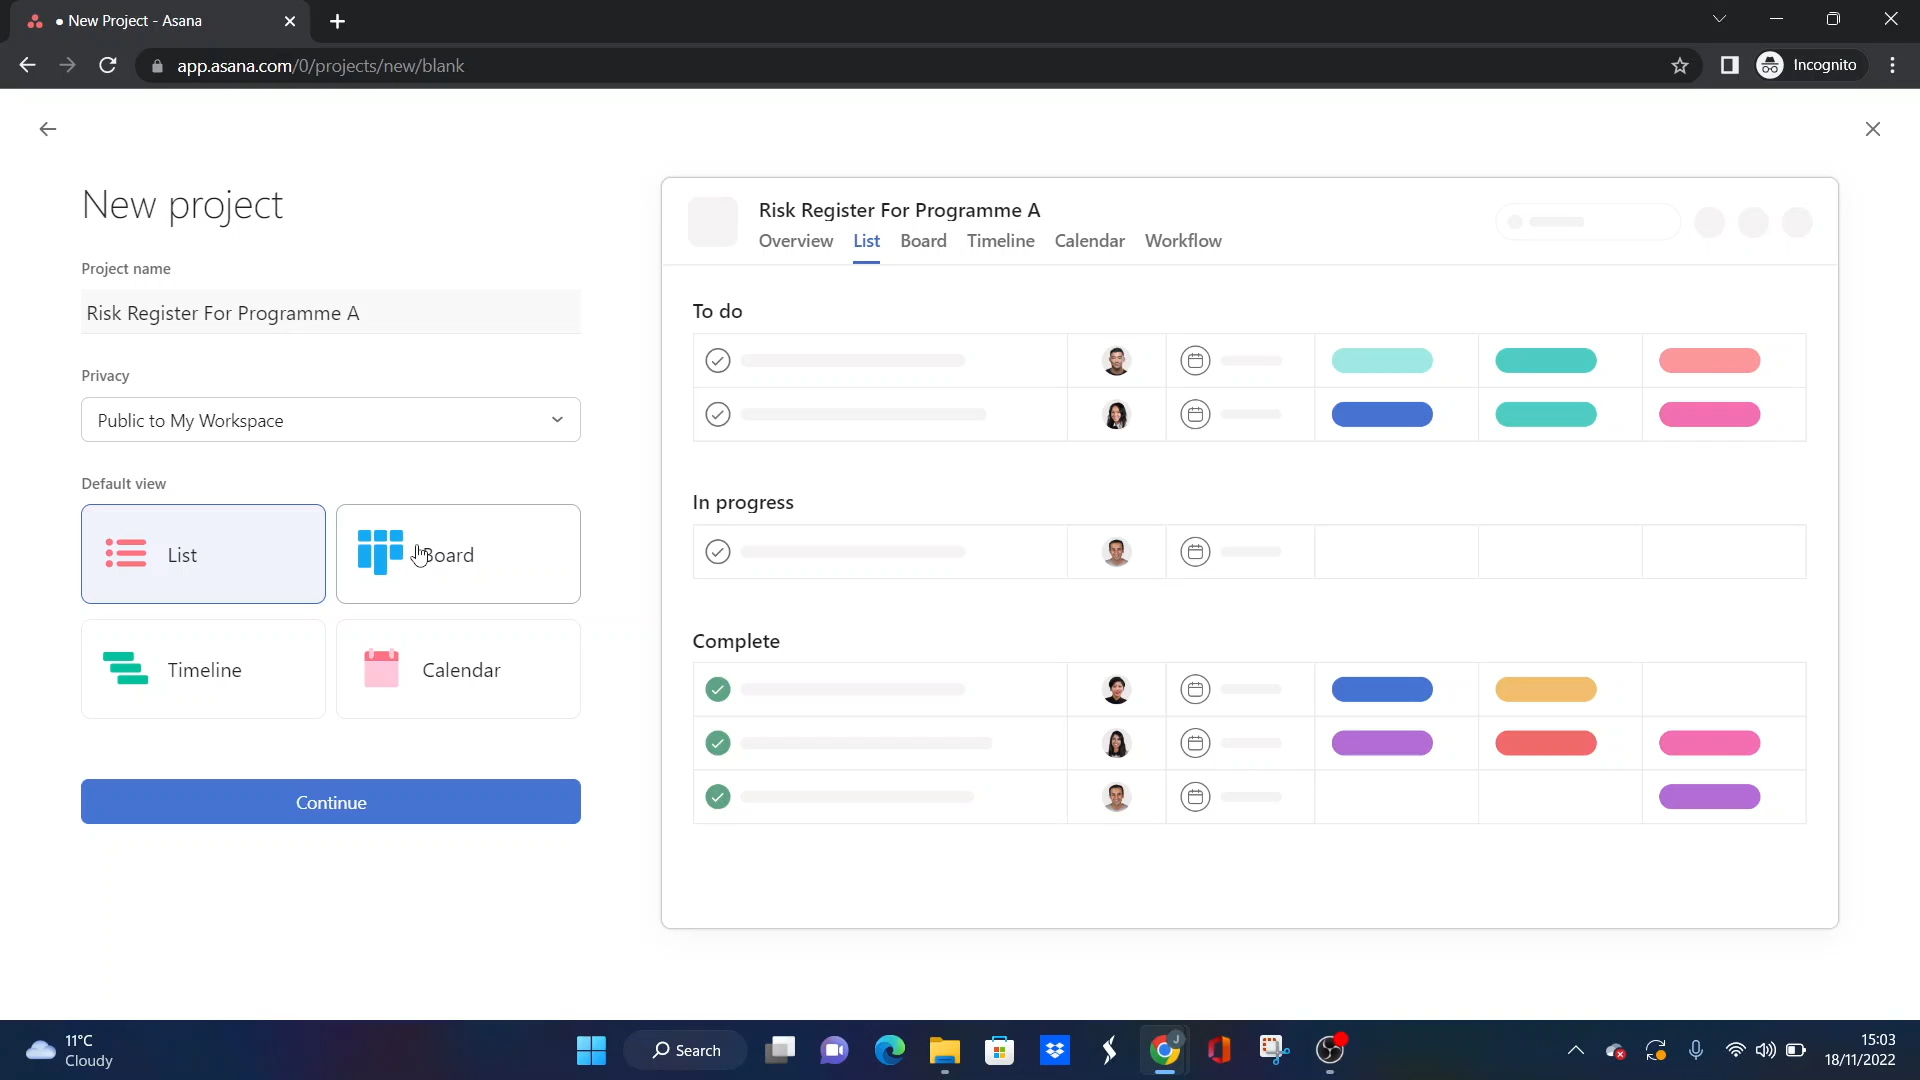 • New Project - Asana
app.asana.com/0/projects/new/blank
Incognito
New project
Project name
Risk Register For Programme A
Privacy
Public to My Workspace
Default view
List
Board
Timeline
Calendar
Continue
Risk Register For Programme A
Overview List Board Timeline Calendar Workflow
To do
In progress
Complete
11°C
Cloudy
Search
J
15:03
18/11/2022